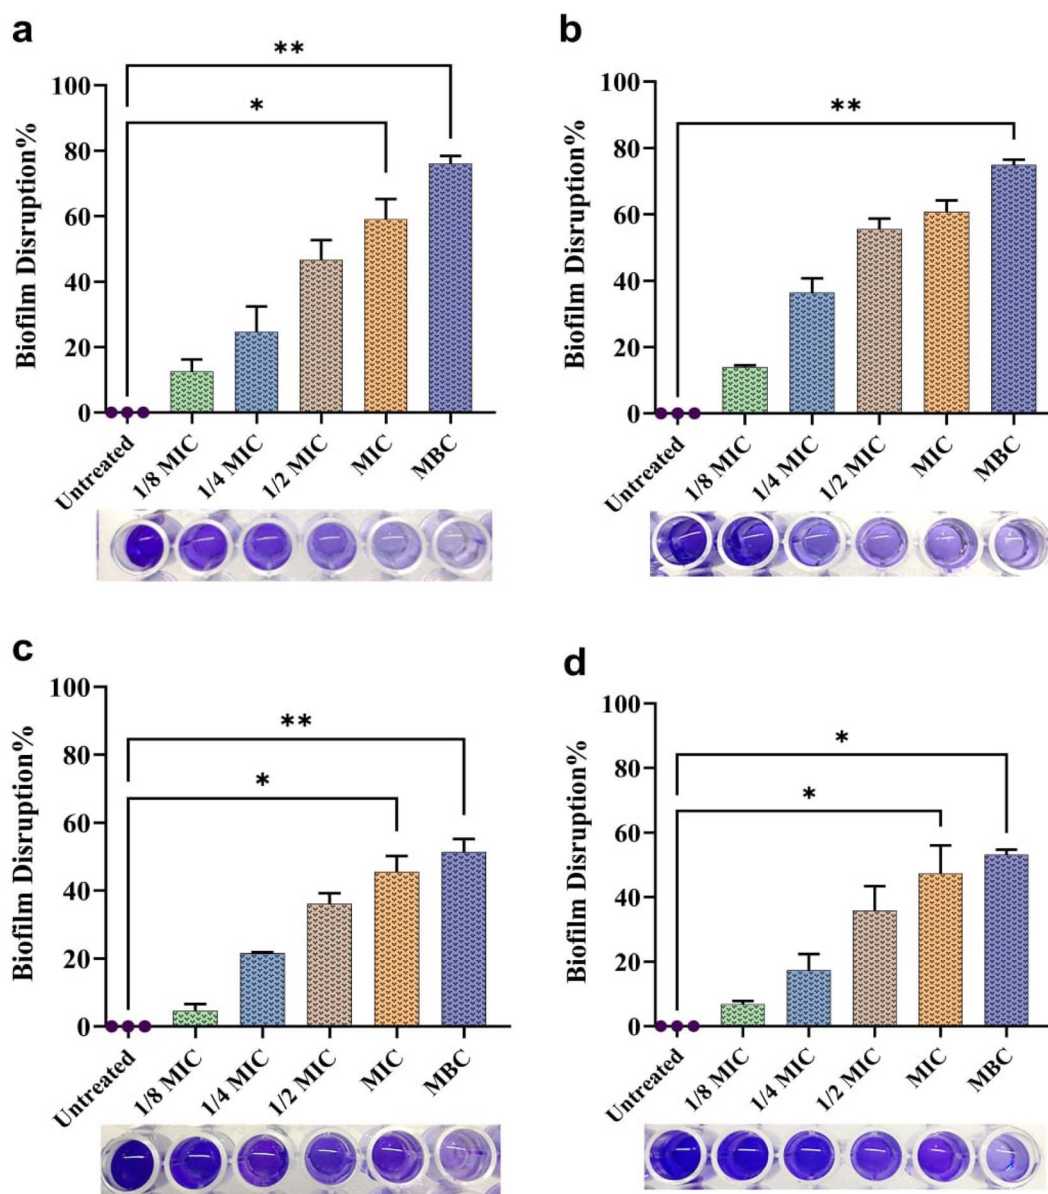 a
**
*
Biofilm Disruption%
100
80
60
40
20
0
Untreated
1/8 MIC
1/4 MIC
1/2 MIC
MIC
MBC
b
**
Biofilm Disruption%
100
80
60
40
20
0
Untreated
1/8 MIC
1/4 MIC
1/2 MIC
MIC
MBC
c
**
*
Biofilm Disruption%
100
80
60
40
20
0
Untreated
1/8 MIC
1/4 MIC
1/2 MIC
MIC
MBC
d
*
*
Biofilm Disruption%
100
80
60
40
20
0
Untreated
1/8 MIC
1/4 MIC
1/2 MIC
MIC
MBC